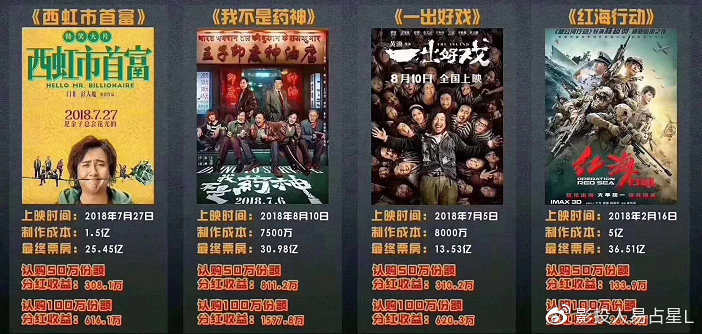 《西虹市首富》
特笑大片
西虹市首富
HELLO MR. BILLIONAIRE
2018.7.27
是金子总会花光的
上映时间：2018年7月27日
制作成本：1.5亿
最终票房：25.45亿
认购50万份额
分红收益：308.1万
认购100万份额
分红收益：616.1万
《我不是药神》
王子印度神油店
我不是药神
2018.7.6
上映时间：2018年8月10日
制作成本：7500万
最终票房：30.98亿
认购50万份额
分红收益：811.2万
认购100万份额
分红收益：1577.8万
《一出好戏》
黄渤
THE ISLAND
一出好戏
8月10日 全国上映
上映时间：2018年7月5日
制作成本：8000万
最终票房：13.53亿
认购50万份额
分红收益：310.2万
认购100万份额
分红收益：620.3万
《红海行动》
红海行动
OPERATION RED SEA
IMAX 3D
上映时间：2018年2月16日
制作成本：5亿
最终票房：36.51亿
认购50万份额
分红收益：133.9万
认购100万份额
影投人易占星L